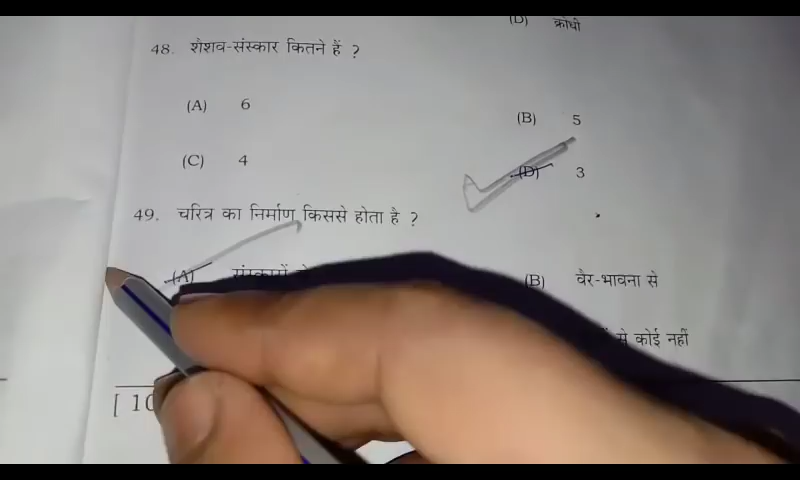 (D) क्रोधी
48. शैशव-संस्कार कितने हैं ?
(A) 6
(B) 5
(C) 4
(D) 3
49. चरित्र का निर्माण किससे होता है ?
(A) संस्कारों से
(B) वैर-भावना से
से कोई नहीं
[ 10